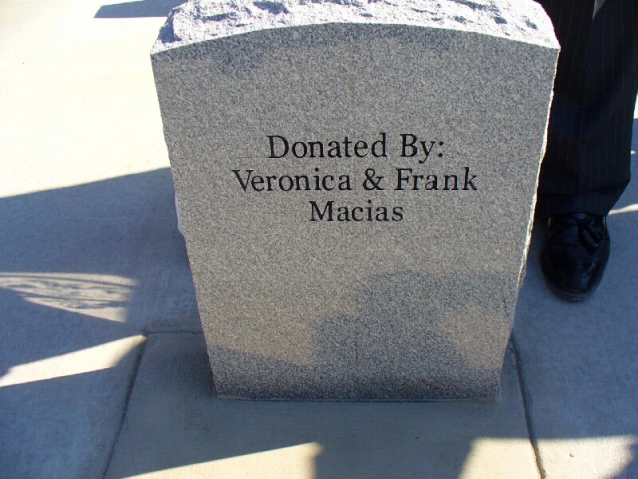 Donated By:
Veronica & Frank
Macias